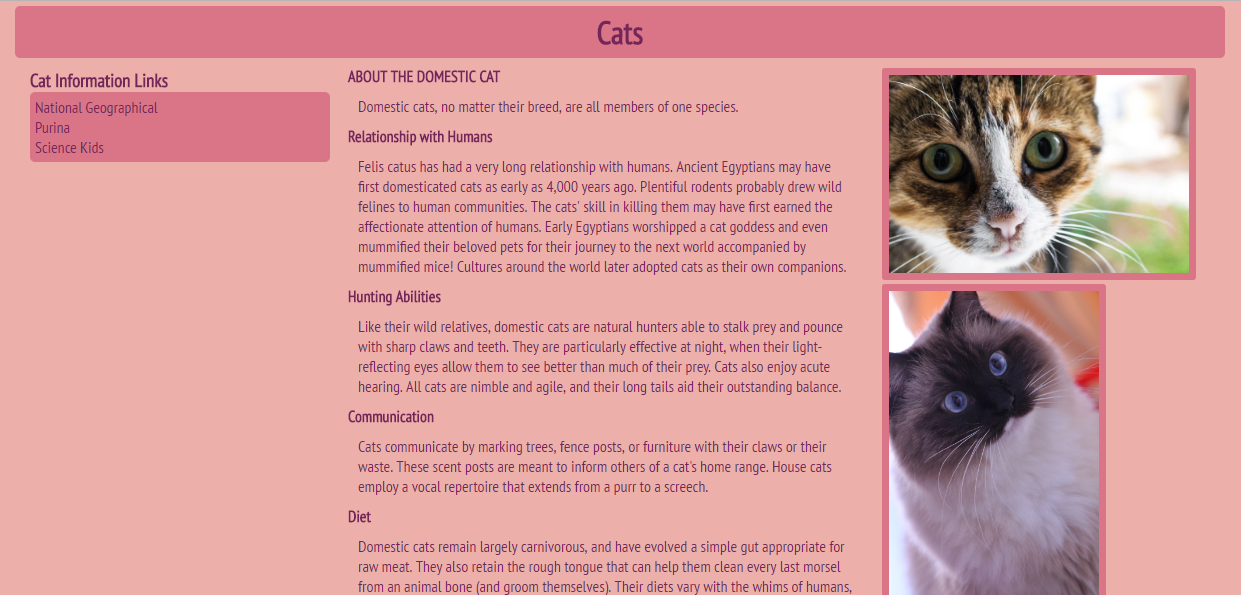 Cats
Cat Information Links
National Geographical
Purina
Science Kids
ABOUT THE DOMESTIC CAT
Domestic cats, no matter their breed, are all members of one species.
Relationship with Humans
Felis catus has had a very long relationship with humans. Ancient Egyptians may have
first domesticated cats as early as 4,000 years ago. Plentiful rodents probably drew wild
felines to human communities. The cats' skill in killing them may have first earned the
affectionate attention of humans. Early Egyptians worshipped a cat goddess and even
mummified their beloved pets for their journey to the next world accompanied by
mummified mice! Cultures around the world later adopted cats as their own companions.
Hunting Abilities
Like their wild relatives, domestic cats are natural hunters able to stalk prey and pounce
with sharp claws and teeth. They are particularly effective at night, when their light-
reflecting eyes allow them to see better than much of their prey. Cats also enjoy acute
hearing. All cats are nimble and agile, and their long tails aid their outstanding balance.
Communication
Cats communicate by marking trees, fence posts, or furniture with their claws or their
waste. These scent posts are meant to inform others of a cat's home range. House cats
employ a vocal repertoire that extends from a purr to a screech.
Diet
Domestic cats remain largely carnivorous, and have evolved a simple gut appropriate for
raw meat. They also retain the rough tongue that can help them clean every last morsel
from an animal bone (and groom themselves). Their diets vary with the whims of humans,